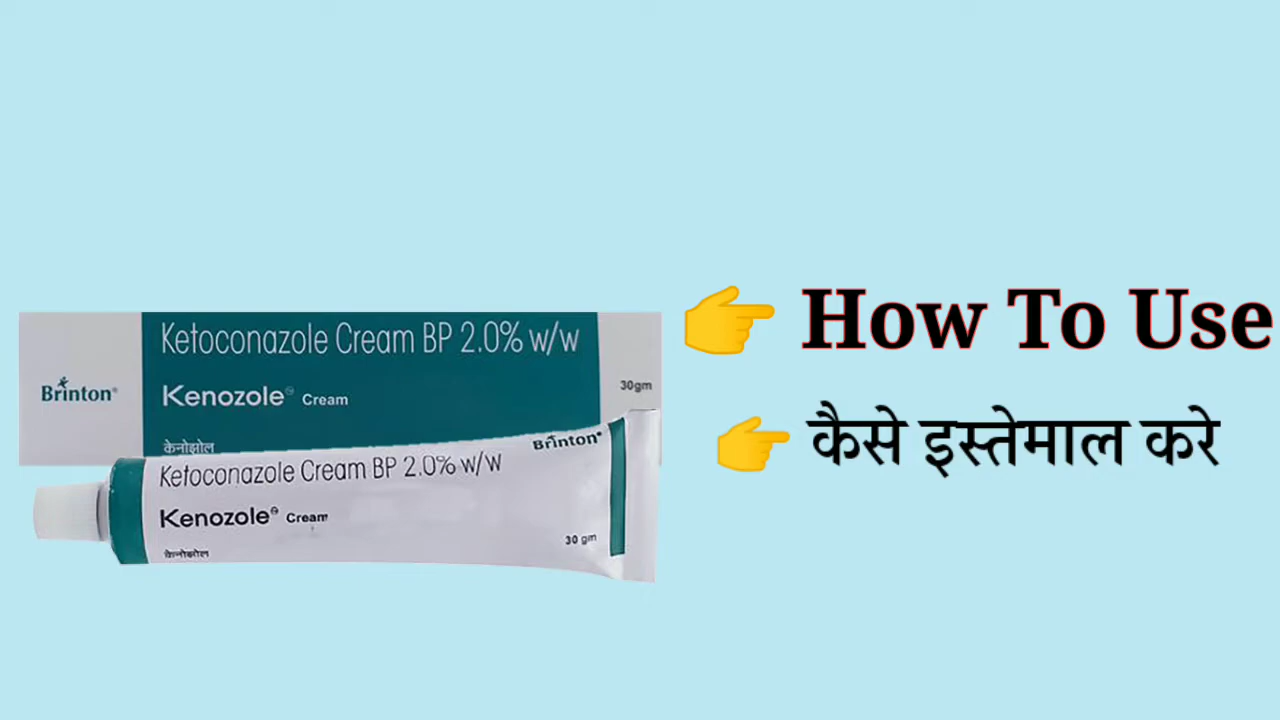 Ketoconazole Cream BP 2.0% w/w
Brinton®
Kenozole Cream
30gm
केनोझोल
Brinton®
Ketoconazole Cream BP 2.0% w/w
Kenozole Cream
30 gm
केनोझोल
👉 How To Use
👉 कैसे इस्तेमाल करे